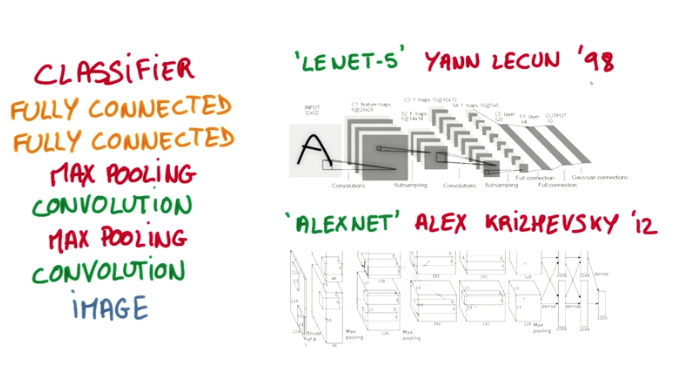 CLASSIFIER
FULLY CONNECTED
FULLY CONNECTED
MAX POOLING
CONVOLUTION
MAX POOLING
CONVOLUTION
IMAGE
'LENET-5' YANN LECUN '98
INPUT
32x32
C1: feature maps
6@28x28
S2: f. maps
6@14x14
C3: f. maps 16@10x10
S4: f. maps 16@5x5
C5: layer
120
F6: layer
84
OUTPUT
10
A
Convolutions
Subsampling
Convolutions
Subsampling
Full connection
Full connection
Gaussian connections
'ALEXNET' ALEX KRIZHEVSKY '12
Stride
of 4
Max
pooling
128
Max
pooling
192
192
128
Max
pooling
2048
2048
dense
dense
dense